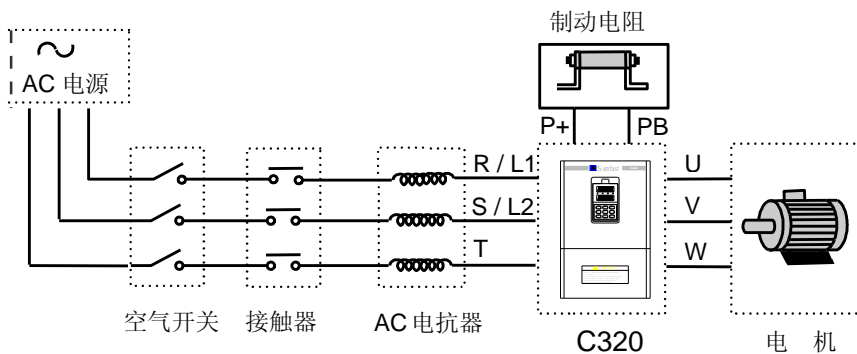 制动电阻
AC 电源
P+
PB
R / L1
U
S / L2
V
T
W
空气开关
接触器
AC 电抗器
C320
电 机